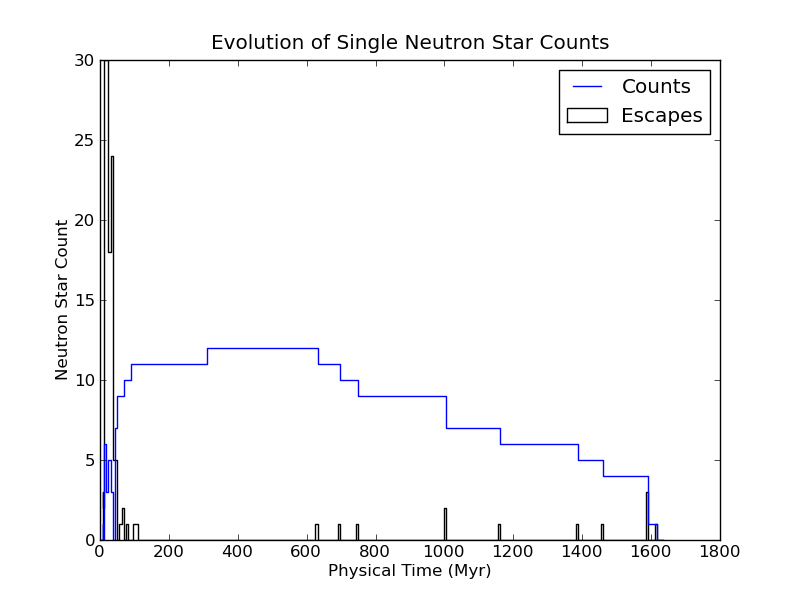 Evolution of Single Neutron Star Counts
Counts
Escapes
Neutron Star Count
30
25
20
15
10
5
0
0 200 400 600 800 1000 1200 1400 1600 1800
Physical Time (Myr)